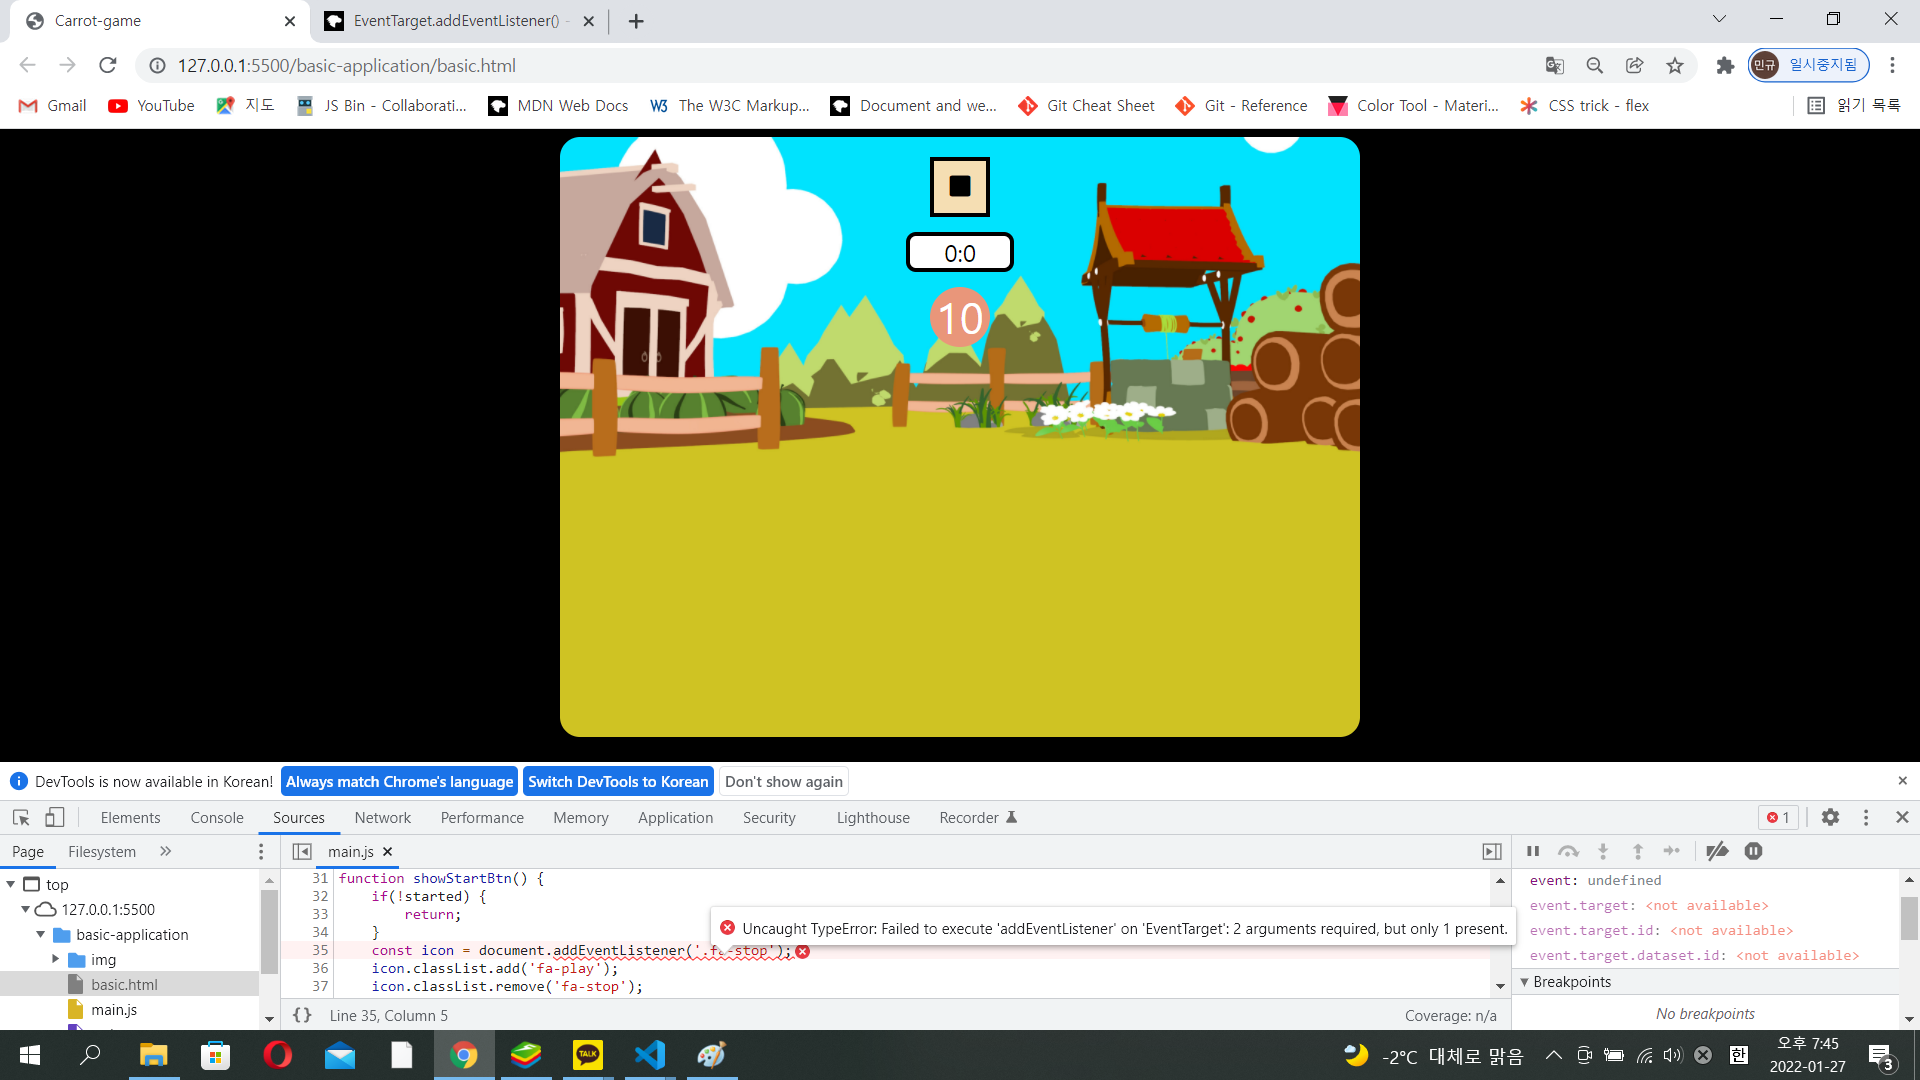 Carrot-game
EventTarget.addEventListener() -
127.0.0.1:5500/basic-application/basic.html
민규 일시중지됨
Gmail YouTube 지도 JS Bin - Collaborati... MDN Web Docs W3 The W3C Markup... Document and we... Git Cheat Sheet Git - Reference Color Tool - Materi... CSS trick - flex 읽기 목록
0:0
10
DevTools is now available in Korean! Always match Chrome's language Switch DevTools to Korean Don't show again
Elements Console Sources Network Performance Memory Application Security Lighthouse Recorder 1
Page Filesystem main.js
top
127.0.0.1:5500
basic-application
img
basic.html
main.js
31 function showStartBtn() {
32 if(!started) {
33 return;
34 }
35 const icon = document.addEventListener('.fa-stop');
36 icon.classList.add('fa-play');
37 icon.classList.remove('fa-stop');
Uncaught TypeError: Failed to execute 'addEventListener' on 'EventTarget': 2 arguments required, but only 1 present.
{} Line 35, Column 5 Coverage: n/a
event: undefined
event.target: <not available>
event.target.id: <not available>
event.target.dataset.id: <not available>
Breakpoints
No breakpoints
TALK
-2°C 대체로 맑음
한
오후 7:45
2022-01-27
3